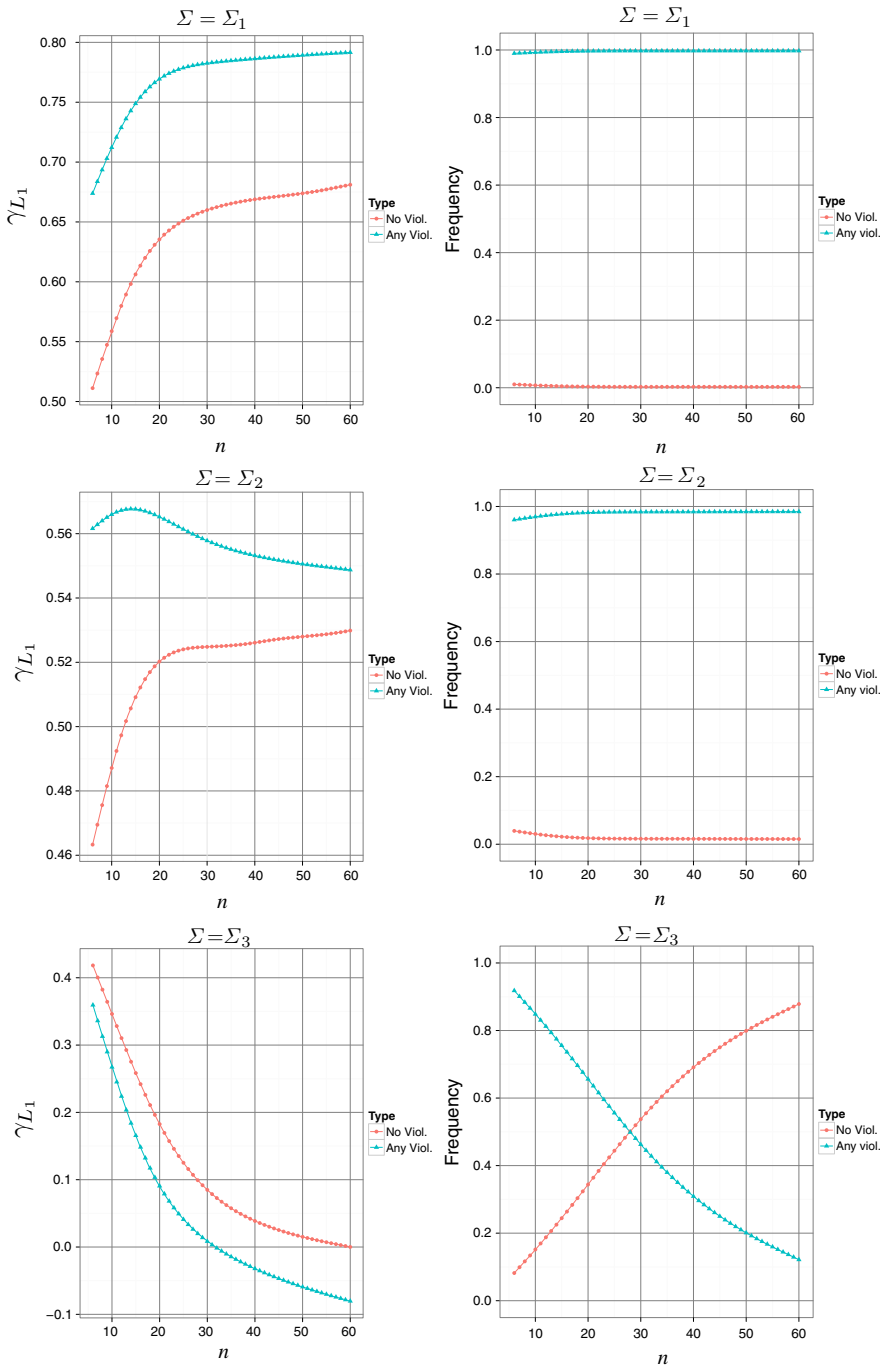 Σ = Σ1
0.80
0.75
0.70
0.65
0.60
0.55
0.50
γL1
10 20 30 40 50 60
n
Type
No Viol.
Any Viol.
Σ = Σ1
1.0
0.8
0.6
0.4
0.2
0.0
Frequency
10 20 30 40 50 60
n
Type
No Viol.
Any viol.
Σ = Σ2
0.56
0.54
0.52
0.50
0.48
0.46
γL1
10 20 30 40 50 60
n
Type
No Viol.
Any Viol.
Σ = Σ2
1.0
0.8
0.6
0.4
0.2
0.0
Frequency
10 20 30 40 50 60
n
Type
No Viol.
Any viol.
Σ = Σ3
0.4
0.3
0.2
0.1
0.0
−0.1
γL1
10 20 30 40 50 60
n
Type
No Viol.
Any Viol.
Σ = Σ3
1.0
0.8
0.6
0.4
0.2
0.0
Frequency
10 20 30 40 50 60
n
Type
No Viol.
Any viol.